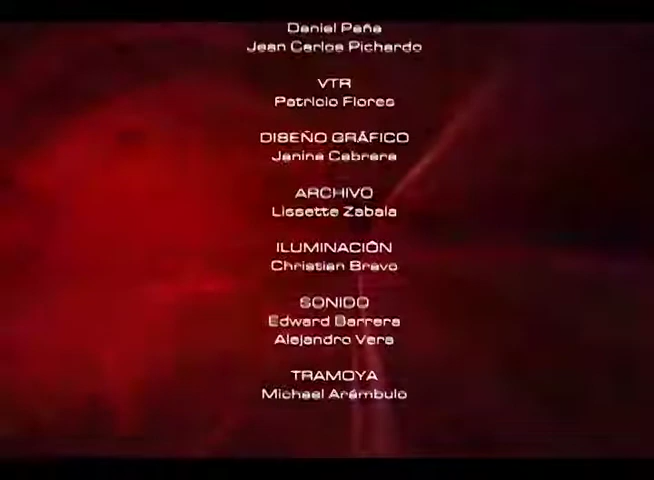 Daniel Peña
Jean Carlos Pichardo
VTR
Patricio Flores
DISEÑO GRÁFICO
Janina Cabrera
ARCHIVO
Lissette Zabala
ILUMINACIÓN
Christian Bravo
SONIDO
Edward Barrera
Alejandro Vera
TRAMOYA
Michael Arámbulo